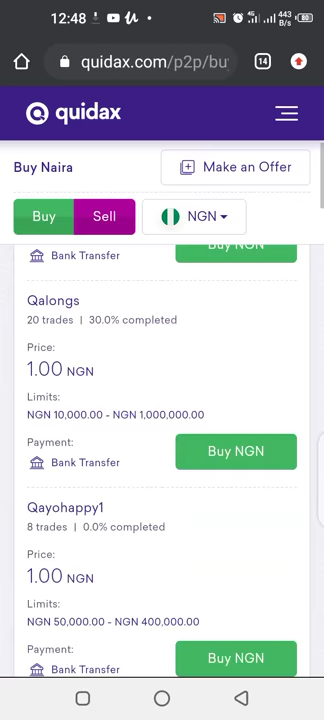 12:48
4G
443
B/s
80
quidax.com/p2p/bu
14
quidax
Buy Naira
Make an Offer
Buy
Sell
NGN
Bank Transfer
Buy NGN
Qalongs
20 trades | 30.0% completed
Price:
1.00 NGN
Limits:
NGN 10,000.00 - NGN 1,000,000.00
Payment:
Bank Transfer
Buy NGN
Qayohappy1
8 trades | 0.0% completed
Price:
1.00 NGN
Limits:
NGN 50,000.00 - NGN 400,000.00
Payment:
Bank Transfer
Buy NGN